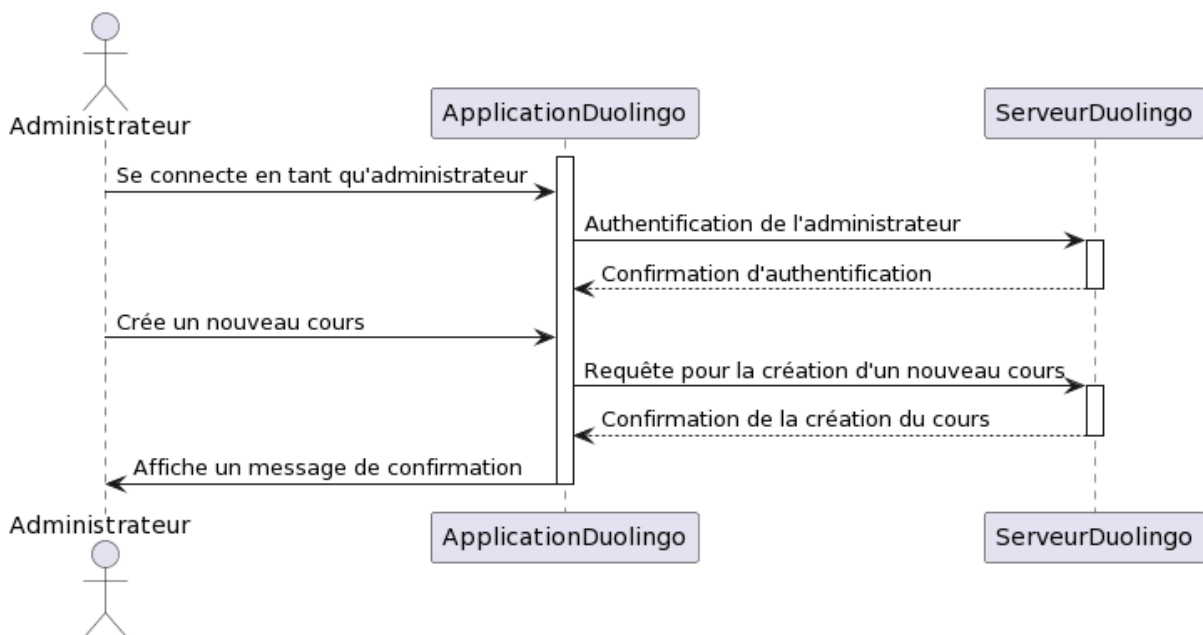 Administrateur
ApplicationDuolingo
ServeurDuolingo
Se connecte en tant qu'administrateur
Authentification de l'administrateur
Confirmation d'authentification
Crée un nouveau cours
Requête pour la création d'un nouveau cours
Confirmation de la création du cours
Affiche un message de confirmation
Administrateur
ApplicationDuolingo
ServeurDuolingo